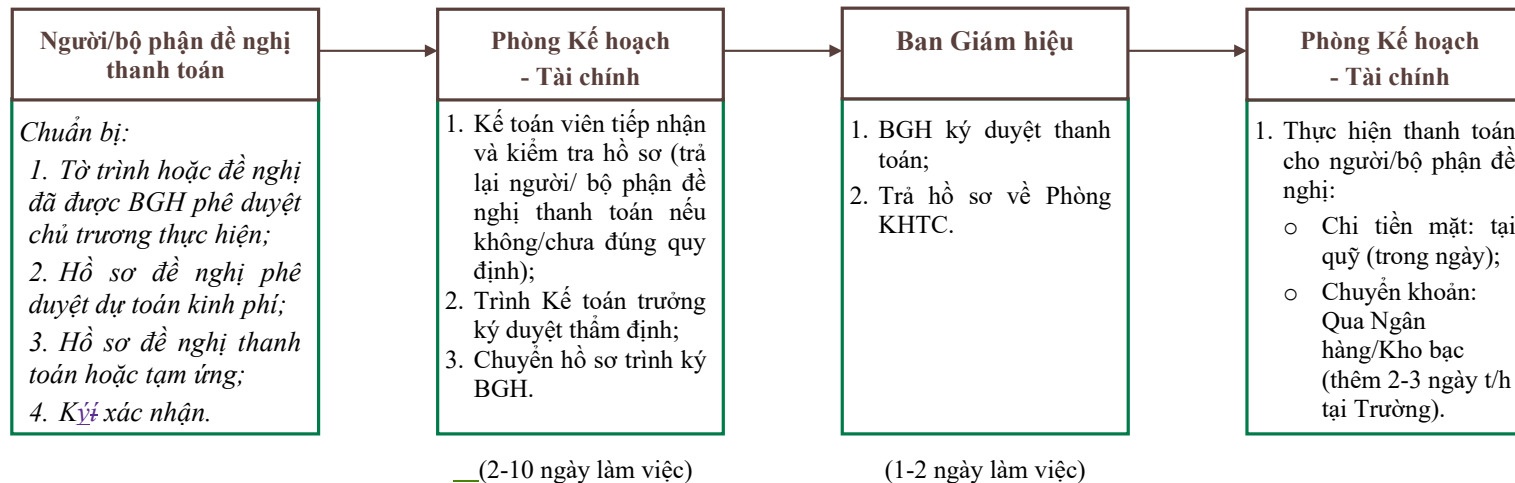 Người/bộ phận đề nghị
thanh toán
Chuẩn bị:
1. Tờ trình hoặc đề nghị
đã được BGH phê duyệt
chủ trương thực hiện;
2. Hồ sơ đề nghị phê
duyệt dự toán kinh phí;
3. Hồ sơ đề nghị thanh
toán hoặc tạm ứng;
4. Kýí xác nhận.
Phòng Kế hoạch
- Tài chính
1. Kế toán viên tiếp nhận
và kiểm tra hồ sơ (trả
lại người/ bộ phận đề
nghị thanh toán nếu
không/chưa đúng quy
định);
2. Trình Kế toán trưởng
ký duyệt thẩm định;
3. Chuyển hồ sơ trình ký
BGH.
(2-10 ngày làm việc)
Ban Giám hiệu
1. BGH ký duyệt thanh
toán;
2. Trả hồ sơ về Phòng
KHTC.
(1-2 ngày làm việc)
Phòng Kế hoạch
- Tài chính
1. Thực hiện thanh toán
cho người/bộ phận đề
nghị:
o Chi tiền mặt: tại
quỹ (trong ngày);
o Chuyển khoản:
Qua Ngân
hàng/Kho bạc
(thêm 2-3 ngày t/h
tại Trường).